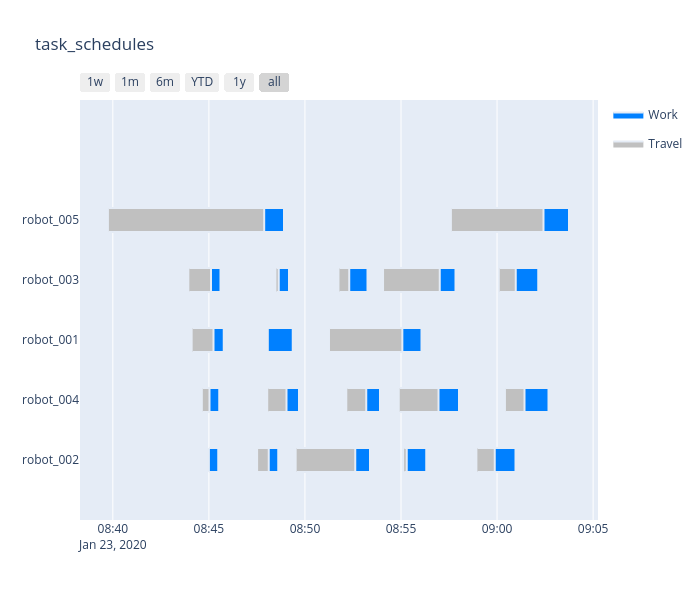 task_schedules
1w 1m 6m YTD 1y all
Work
Travel
robot_005
robot_003
robot_001
robot_004
robot_002
08:40 08:45 08:50 08:55 09:00 09:05
Jan 23, 2020